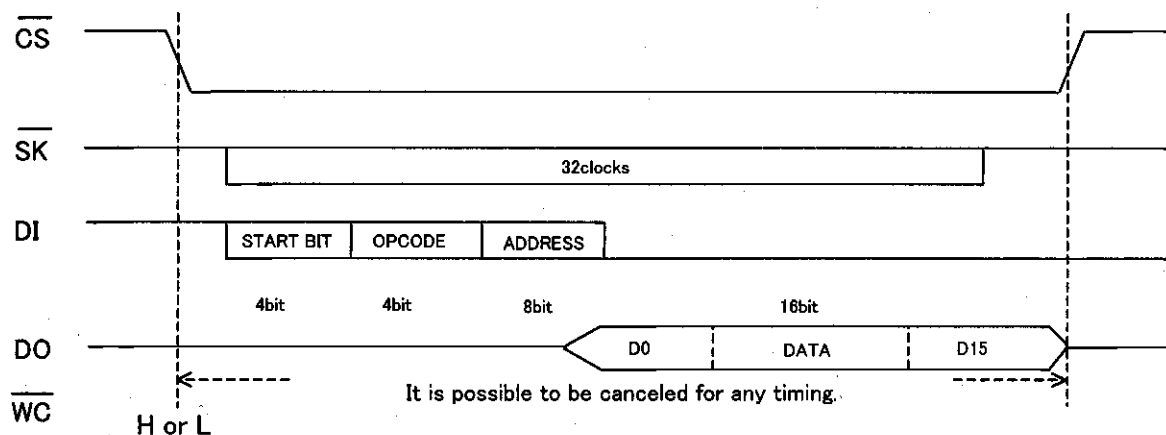 CS
SK
32clocks
DI START BIT OPCODE ADDRESS
4bit 4bit 8bit 16bit
DO D0 DATA D15
It is possible to be canceled for any timing.
WC
H or L